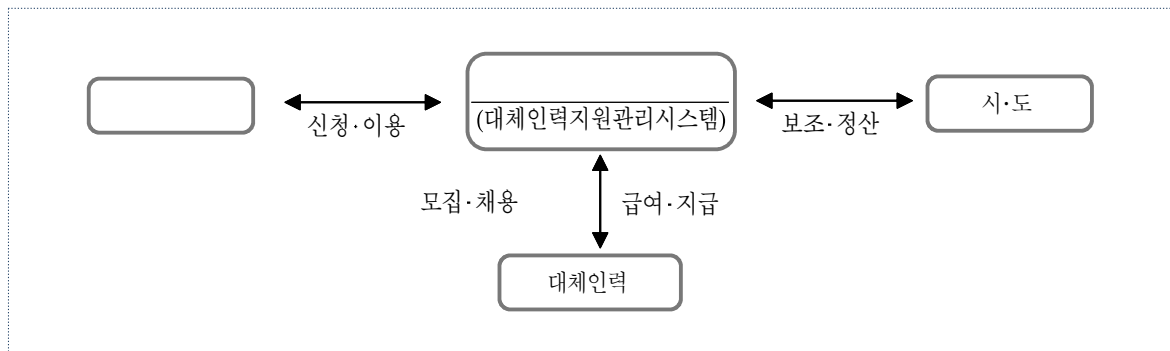 시·도
신청·이용
(대체인력지원관리시스템)
보조·정산
모집·채용
급여·지급
대체인력